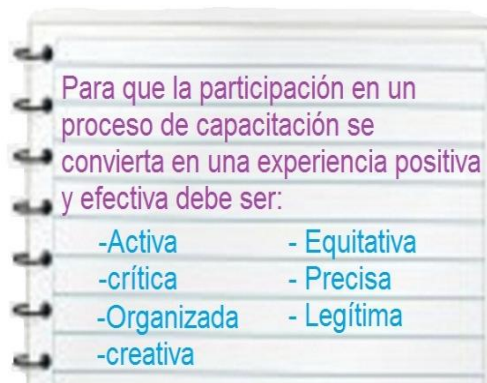 Para que la participación en un
proceso de capacitación se
convierta en una experiencia positiva
y efectiva debe ser:
-Activa
-crítica
-Organizada
-creativa
- Equitativa
- Precisa
- Legítima